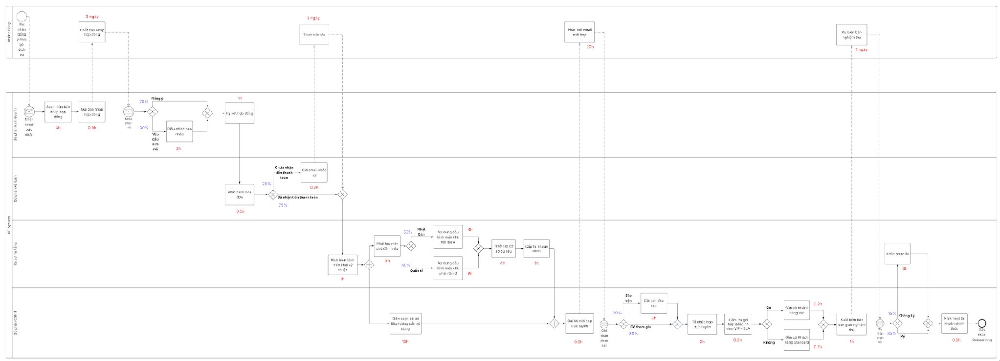 Khách hàng
Xác
nhận
đồng
ý mua
gói
dịch
vụ
3 ngày
Chốt bản nháp
hợp đồng
5 ngày
Thanh toán tiền
Phản hồi email
mời họp
20h
Ký biên bản
nghiệm thu
1 ngày
Bộ phận kinh doanh
Nhận
email
xác
nhận
Soạn thảo bản
nháp hợp
đồng
4h
Gửi bản nháp
hợp đồng
0.5h
Nhận
phản
hồi
70%
Đồng ý
30%
Yêu
cầu
sửa
đổi
Điều chỉnh bản
nháp
3h
1h
Ký kết hợp đồng
Bộ phận kế toán
Phát hành hoá
đơn
0.5h
25%
Chưa nhận
tiền thanh
toán
Gửi email nhắc
nợ
0.3h
Đã nhận tiền thanh toán
75%
System
Kỹ sư Hạ tầng
Kích hoạt lệnh
triển khai kỹ
thuật
1h
Khởi tạo máy
chủ đám mây
50%
Nhật
Bản
Áp dụng cấu
hình máy chủ
nội địa A
4h
50%
Quốc tế
Áp dụng cấu
hình máy chủ
phân tán
6h
Thiết lập cơ
sở dữ liệu
4h
Cấp tài khoản
admin
1h
Khắc phục lỗi
8h
Bộ phận CSKH
Biên soạn bộ tài
liệu hướng dẫn sử
dụng
16h
Gửi lời mời họp
trực tuyến
0.5h
Ghi
nhận
phản
hồi
20%
Báo
bận
Dời lịch đào
tạo
2h
Có tham gia
80%
Tổ chức họp
trực tuyến
2h
Kiểm tra gói
hợp đồng có
kèm VIP - SLA
0.5h
Có
Gắn cờ Khách
hàng VIP
0.2h
Không
Gắn cờ Khách
hàng Standard
0.2h
Xuất biên bản
bàn giao nghiệm
thu
1h
Ghi
nhận
phản
hồi
15%
Không ký
85%
Ký
Kích hoạt tài
khoản chính
thức
0.5h
Kết
thúc
Onboarding